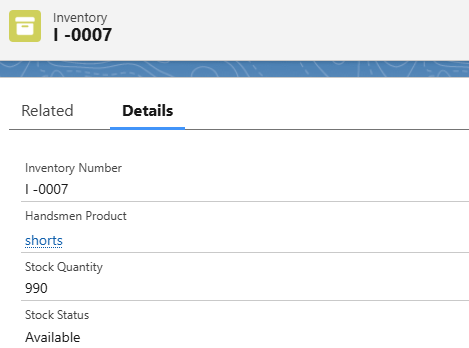 Inventory
I -0007
Related Details
Inventory Number
I -0007
Handsmen Product
shorts
Stock Quantity
990
Stock Status
Available